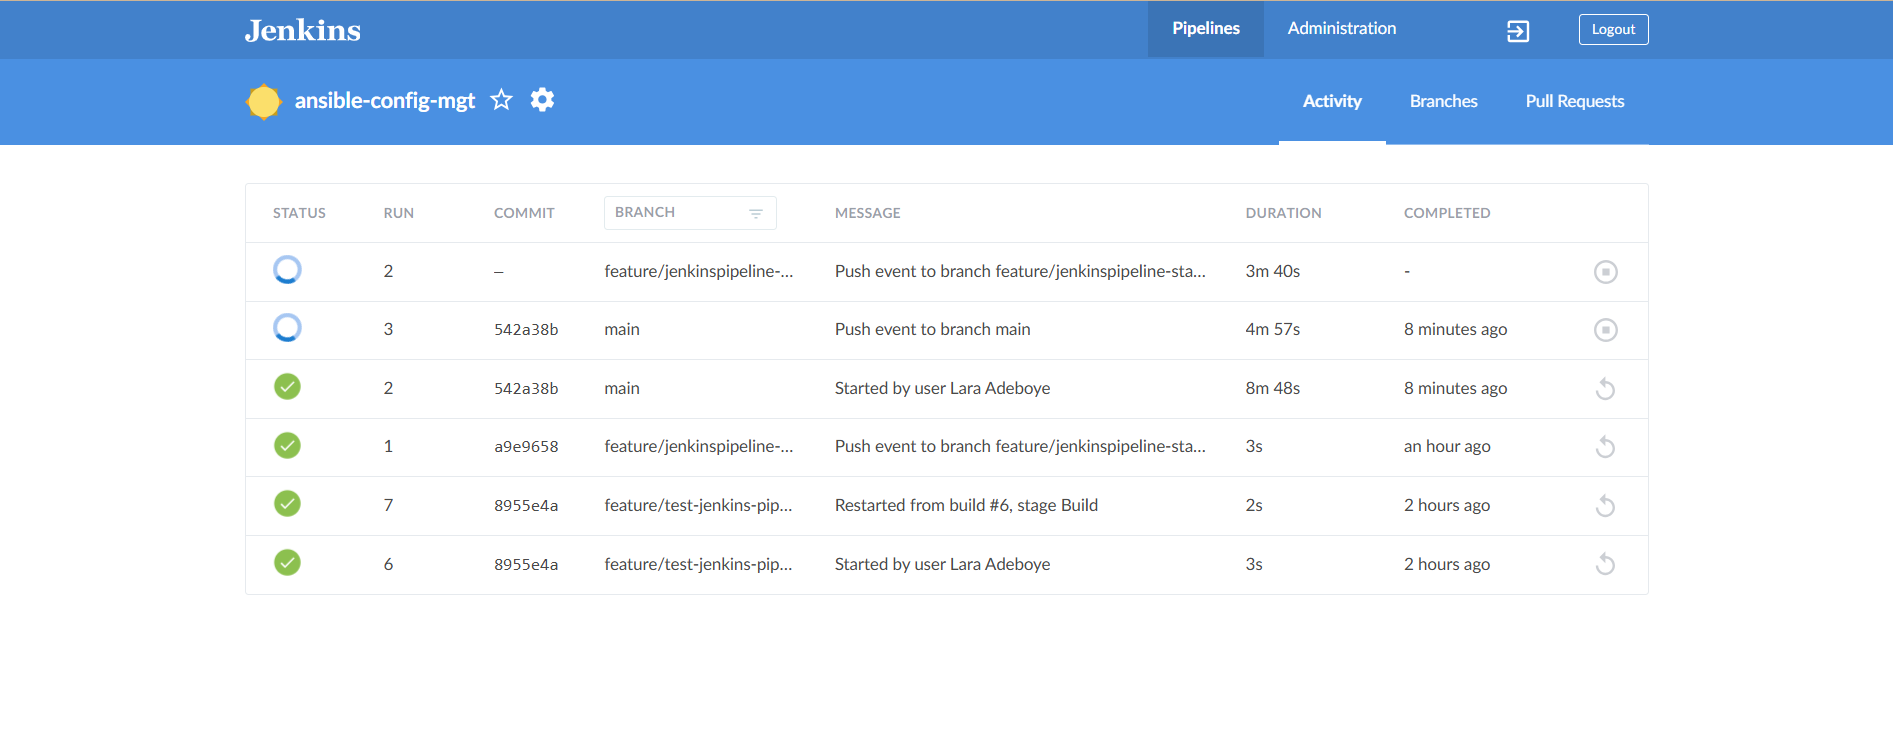 Jenkins
Pipelines
Administration
Logout
ansible-config-mgt
Activity
Branches
Pull Requests
STATUS RUN COMMIT BRANCH MESSAGE DURATION COMPLETED
2 – feature/jenkinspipeline-... Push event to branch feature/jenkinspipeline-sta... 3m 40s -
3 542a38b main Push event to branch main 4m 57s 8 minutes ago
2 542a38b main Started by user Lara Adeboye 8m 48s 8 minutes ago
1 a9e9658 feature/jenkinspipeline-... Push event to branch feature/jenkinspipeline-sta... 3s an hour ago
7 8955e4a feature/test-jenkins-pip... Restarted from build #6, stage Build 2s 2 hours ago
6 8955e4a feature/test-jenkins-pip... Started by user Lara Adeboye 3s 2 hours ago